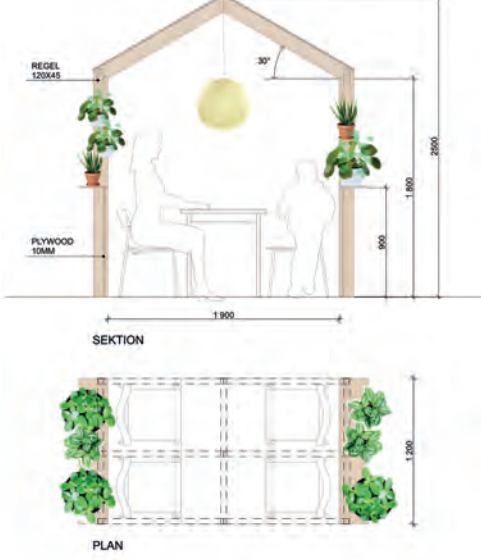 REGEL
120X45
30°
2500
1800
900
PLYWOOD
10MM
1900
SEKTION
1200
PLAN